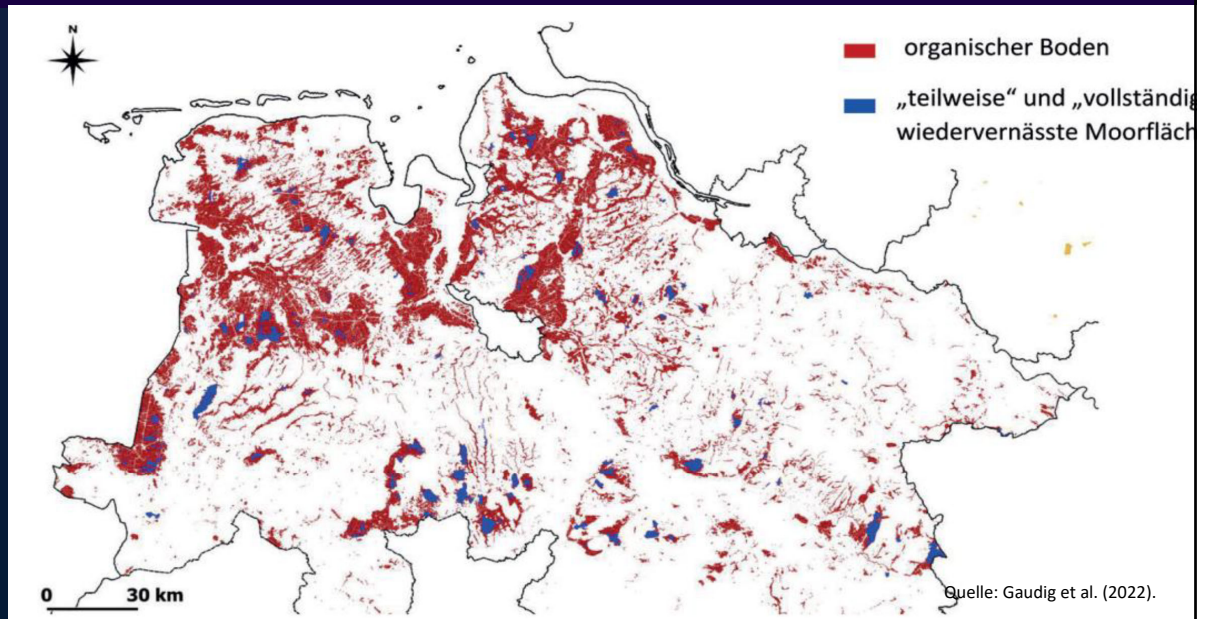 N
organischer Boden
„teilweise“ und „vollständig
wiedervernässte Moorfläch
0 30 km
Quelle: Gaudig et al. (2022).